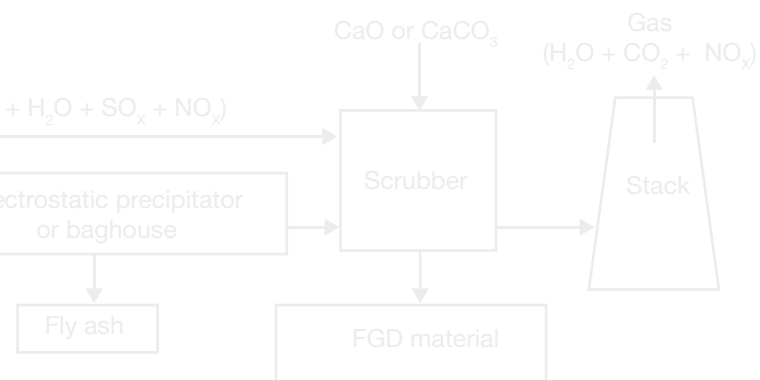 CaO or CaCO₃
Gas
(H₂O + CO₂ + NOₓ)
+ H₂O + SOₓ + NOₓ)
Scrubber
Stack
ectrostatic precipitator
or baghouse
Fly ash
FGD material